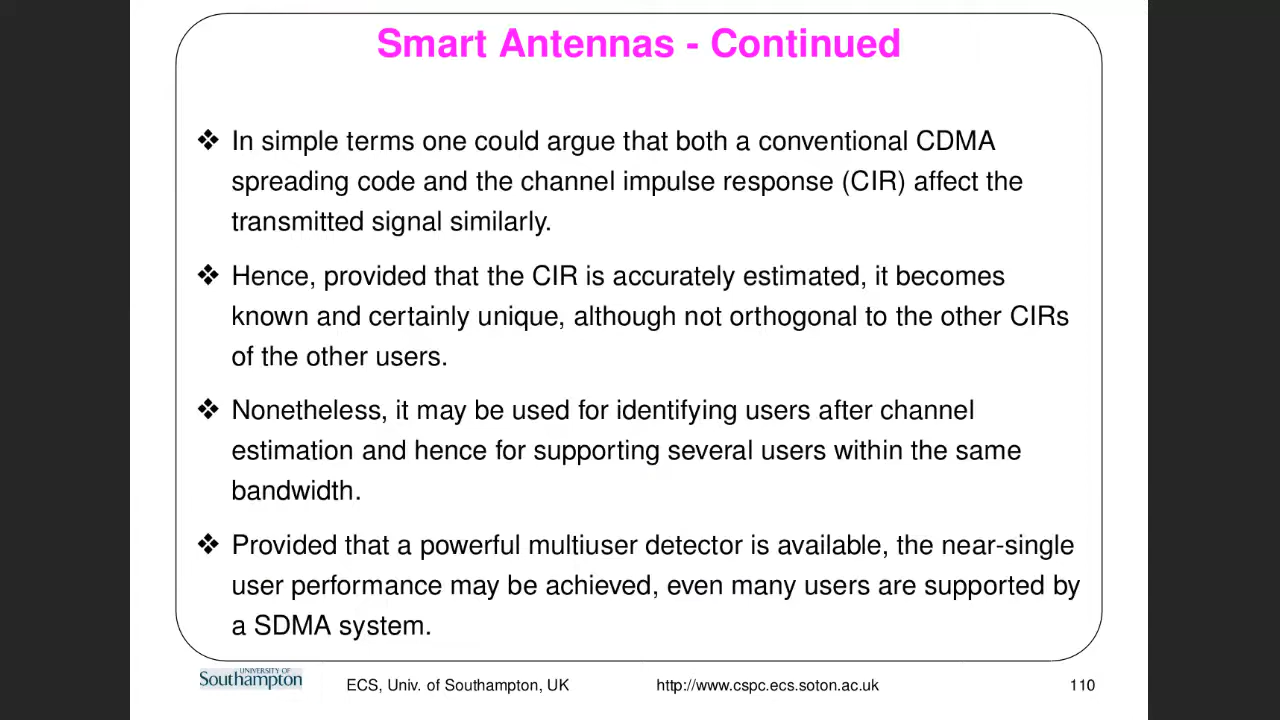 Smart Antennas - Continued
❖ In simple terms one could argue that both a conventional CDMA
spreading code and the channel impulse response (CIR) affect the
transmitted signal similarly.
❖ Hence, provided that the CIR is accurately estimated, it becomes
known and certainly unique, although not orthogonal to the other CIRs
of the other users.
❖ Nonetheless, it may be used for identifying users after channel
estimation and hence for supporting several users within the same
bandwidth.
❖ Provided that a powerful multiuser detector is available, the near-single
user performance may be achieved, even many users are supported by
a SDMA system.
UNIVERSITY OF
Southampton
ECS, Univ. of Southampton, UK http://www.cspc.ecs.soton.ac.uk 110